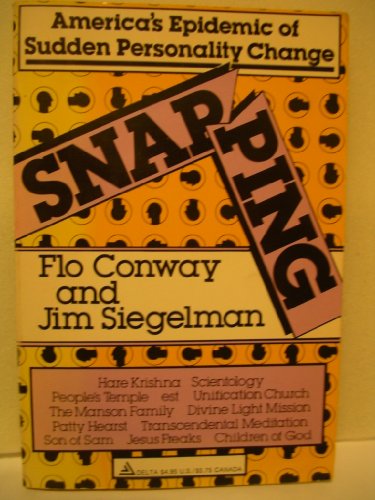 America's Epidemic of
Sudden Personality Change
SNAPPING
Flo Conway
and
Jim Siegelman
Hare Krishna Scientology
People's Temple est Unification Church
The Manson Family Divine Light Mission
Patty Hearst Transcendental Meditation
Son of Sam Jesus Freaks Children of God
DELTA $4.95 U.S./$5.75 CANADA